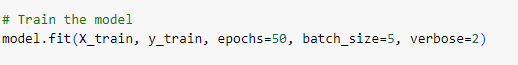 # Train the model
model.fit(X_train, y_train, epochs=50, batch_size=5, verbose=2)